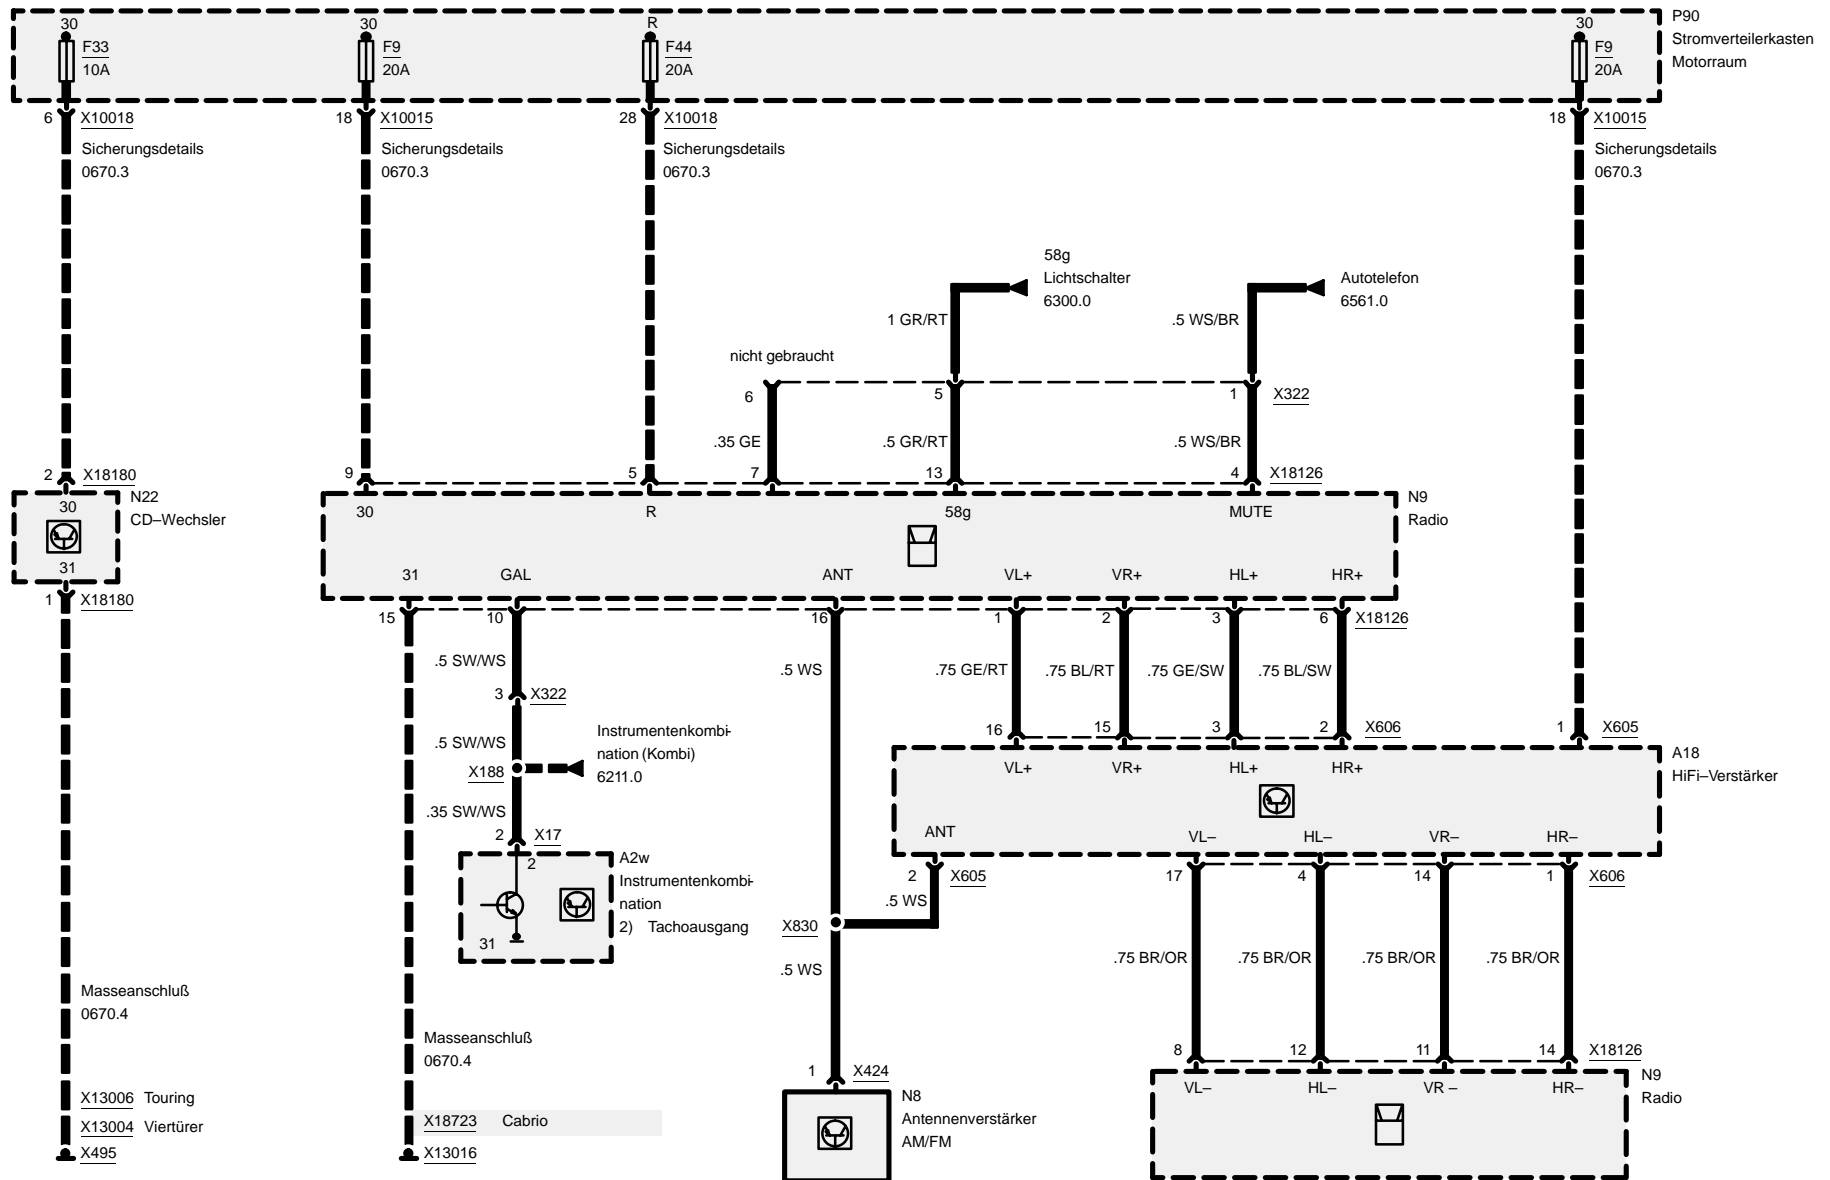 30
30
R
30
P90
Stromverteilerkasten
Motorraum
F33
10A
F9
20A
F44
20A
F9
20A
6 X10018
18 X10015
28 X10018
18 X10015
Sicherungsdetails
0670.3
Sicherungsdetails
0670.3
Sicherungsdetails
0670.3
Sicherungsdetails
0670.3
58g
Lichtschalter
6300.0
Autotelefon
6561.0
1 GR/RT
.5 WS/BR
nicht gebraucht
6
5
1
X322
.35 GE
.5 GR/RT
.5 WS/BR
2 X18180
9
5
7
13
4
X18126
N22
CD–Wechsler
30
31
N9
Radio
30
R
58g
MUTE
31
GAL
ANT
VL+
VR+
HL+
HR+
1 X18180
15
10
16
1
2
3
6
X18126
.5 SW/WS
.5 WS
.75 GE/RT
.75 BL/RT
.75 GE/SW
.75 BL/SW
3 X322
.5 SW/WS
Instrumentenkombi-
nation (Kombi)
6211.0
X188
.35 SW/WS
2 X17
16
15
3
2
X606
1
X605
A18
HiFi–Verstärker
VL+
VR+
HL+
HR+
ANT
VL–
HL–
VR–
HR–
2
A2w
Instrumentenkombi-
nation
2) Tachoausgang
31
2 X605
17
4
14
1
X606
.5 WS
X830
.5 WS
.75 BR/OR
.75 BR/OR
.75 BR/OR
.75 BR/OR
Masseanschluß
0670.4
Masseanschluß
0670.4
8
12
11
14
X18126
1 X424
N9
Radio
VL–
HL–
VR –
HR–
N8
Antennenverstärker
AM/FM
X13006 Touring
X13004 Viertürer
X495
X18723 Cabrio
X13016